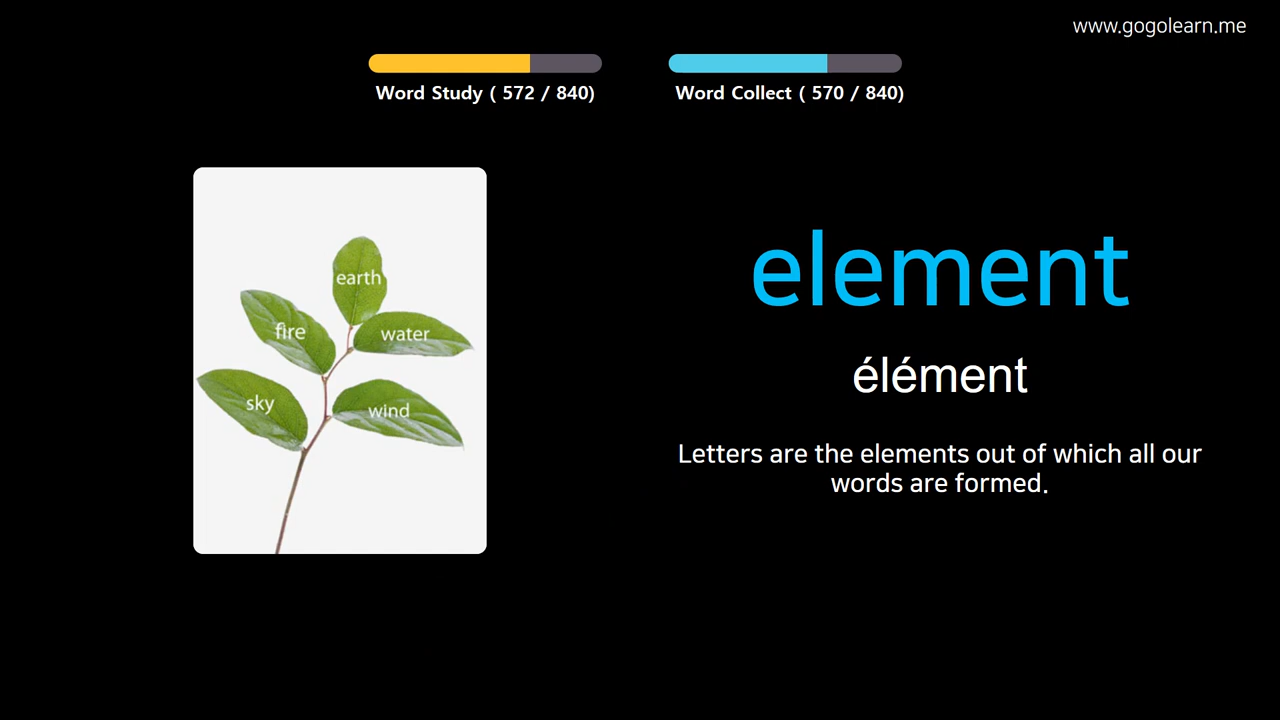 www.gogolearn.me
Word Study ( 572 / 840)
Word Collect ( 570 / 840)
earth
fire
water
sky
wind
element
élément
Letters are the elements out of which all our
words are formed.